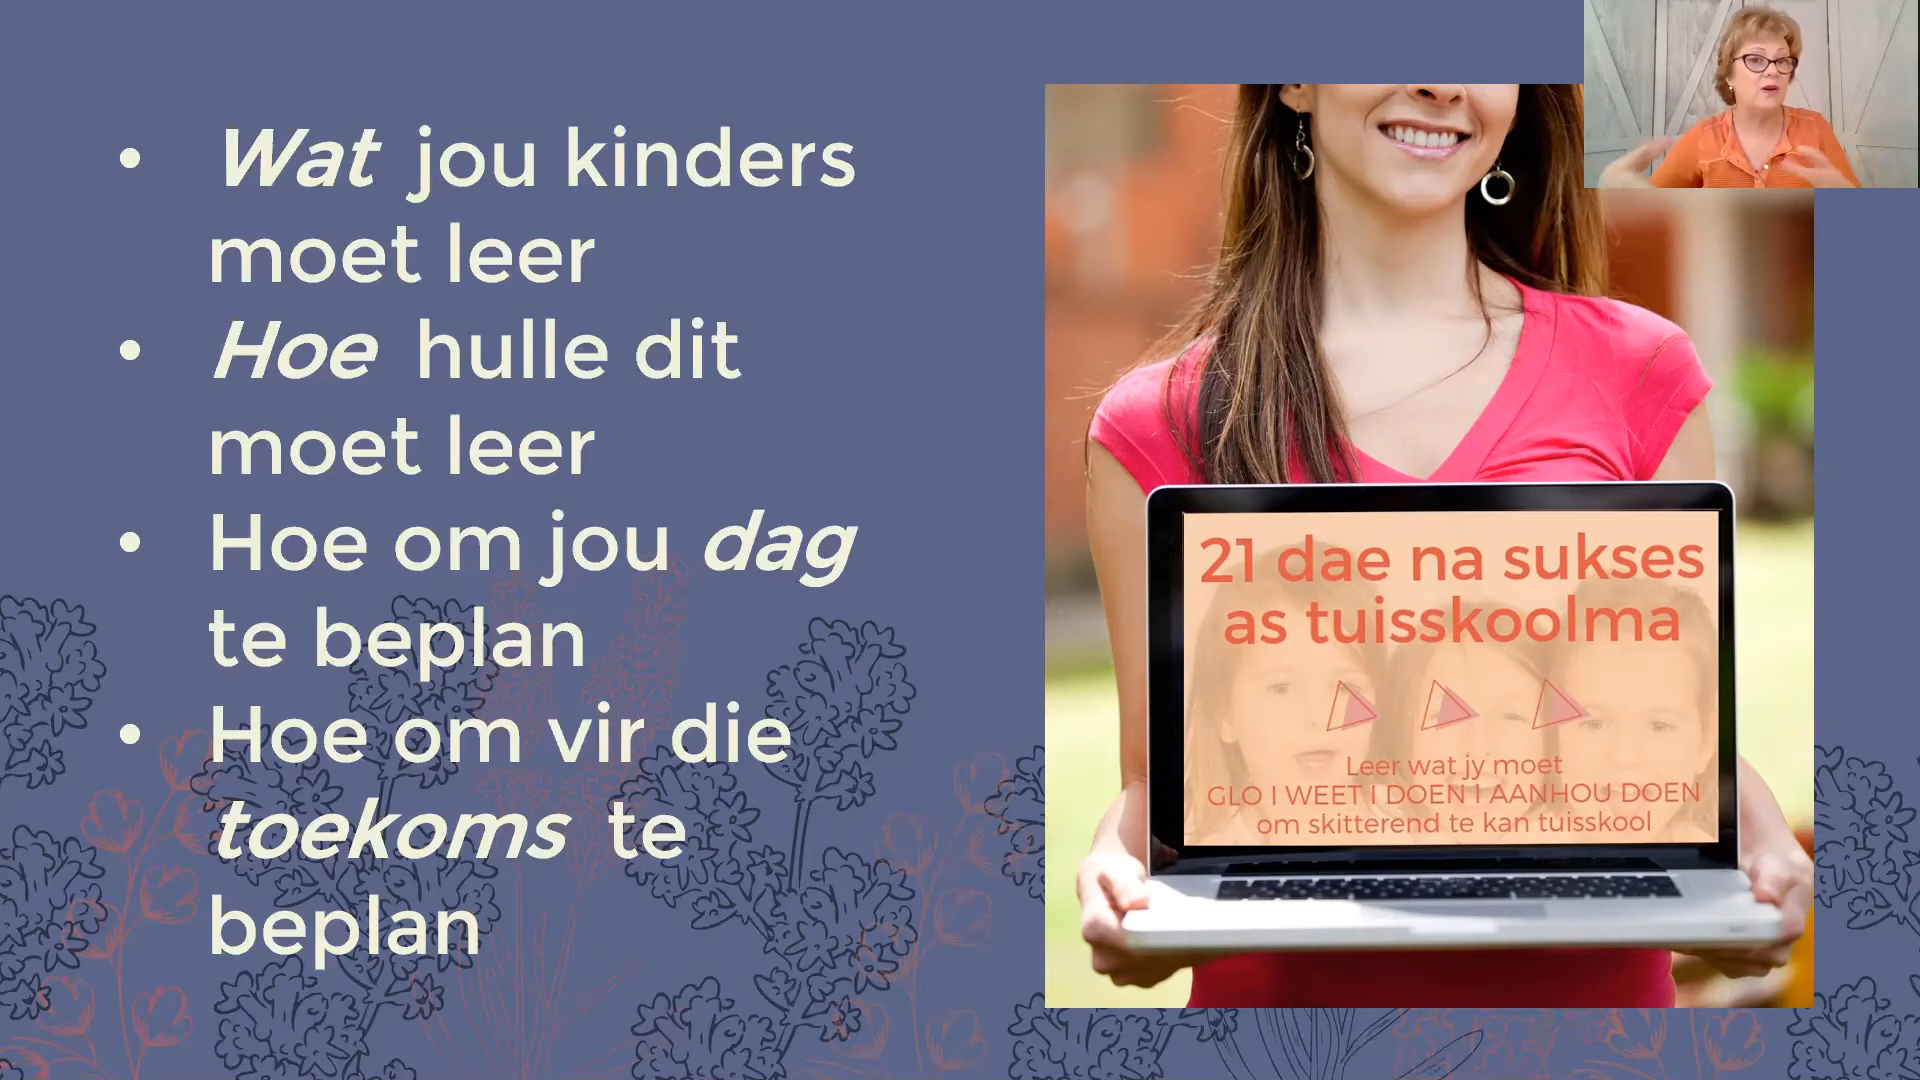 • Wat jou kinders
moet leer
• Hoe hulle dit
moet leer
• Hoe om jou dag
te beplan
• Hoe om vir die
toekoms te
beplan
21 dae na sukses
as tuisskoolma
Leer wat jy moet
GLO I WEET I DOEN I AANHOU DOEN
om skitterend te kan tuisskool